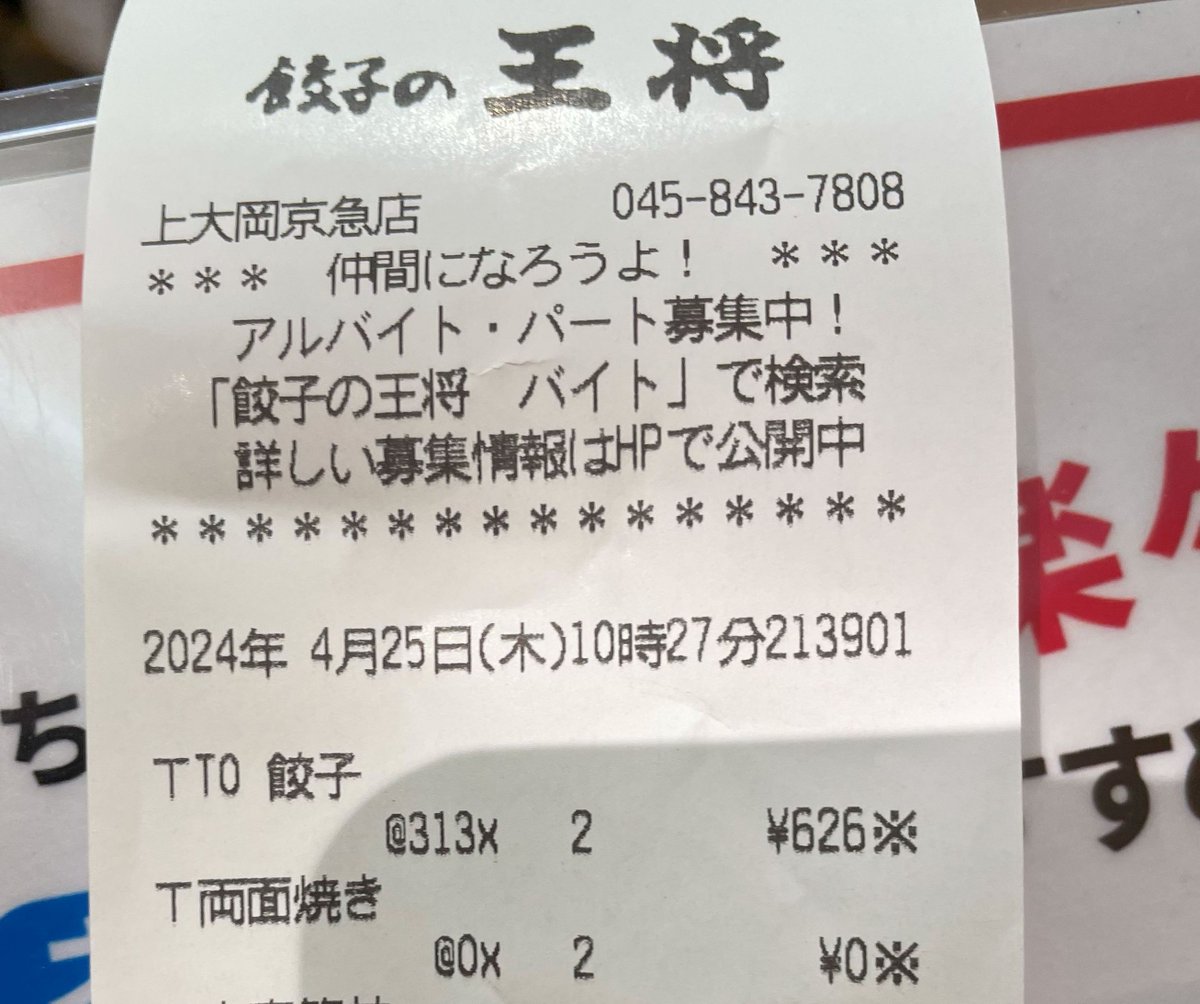 餃子の 王将
上大岡京急店 045-843-7808
＊＊＊ 仲間になろうよ！ ＊＊＊
アルバイト・パート募集中！
「餃子の王将 バイト」で検索
詳しい募集情報はHPで公開中
＊＊＊＊＊＊＊＊＊＊＊＊＊＊＊＊
2024年 4月25日(木)10時27分213901
TTO 餃子
@313x 2 ¥626※
T両面焼き
@0x 2 ¥0※
ち
楽
すめ